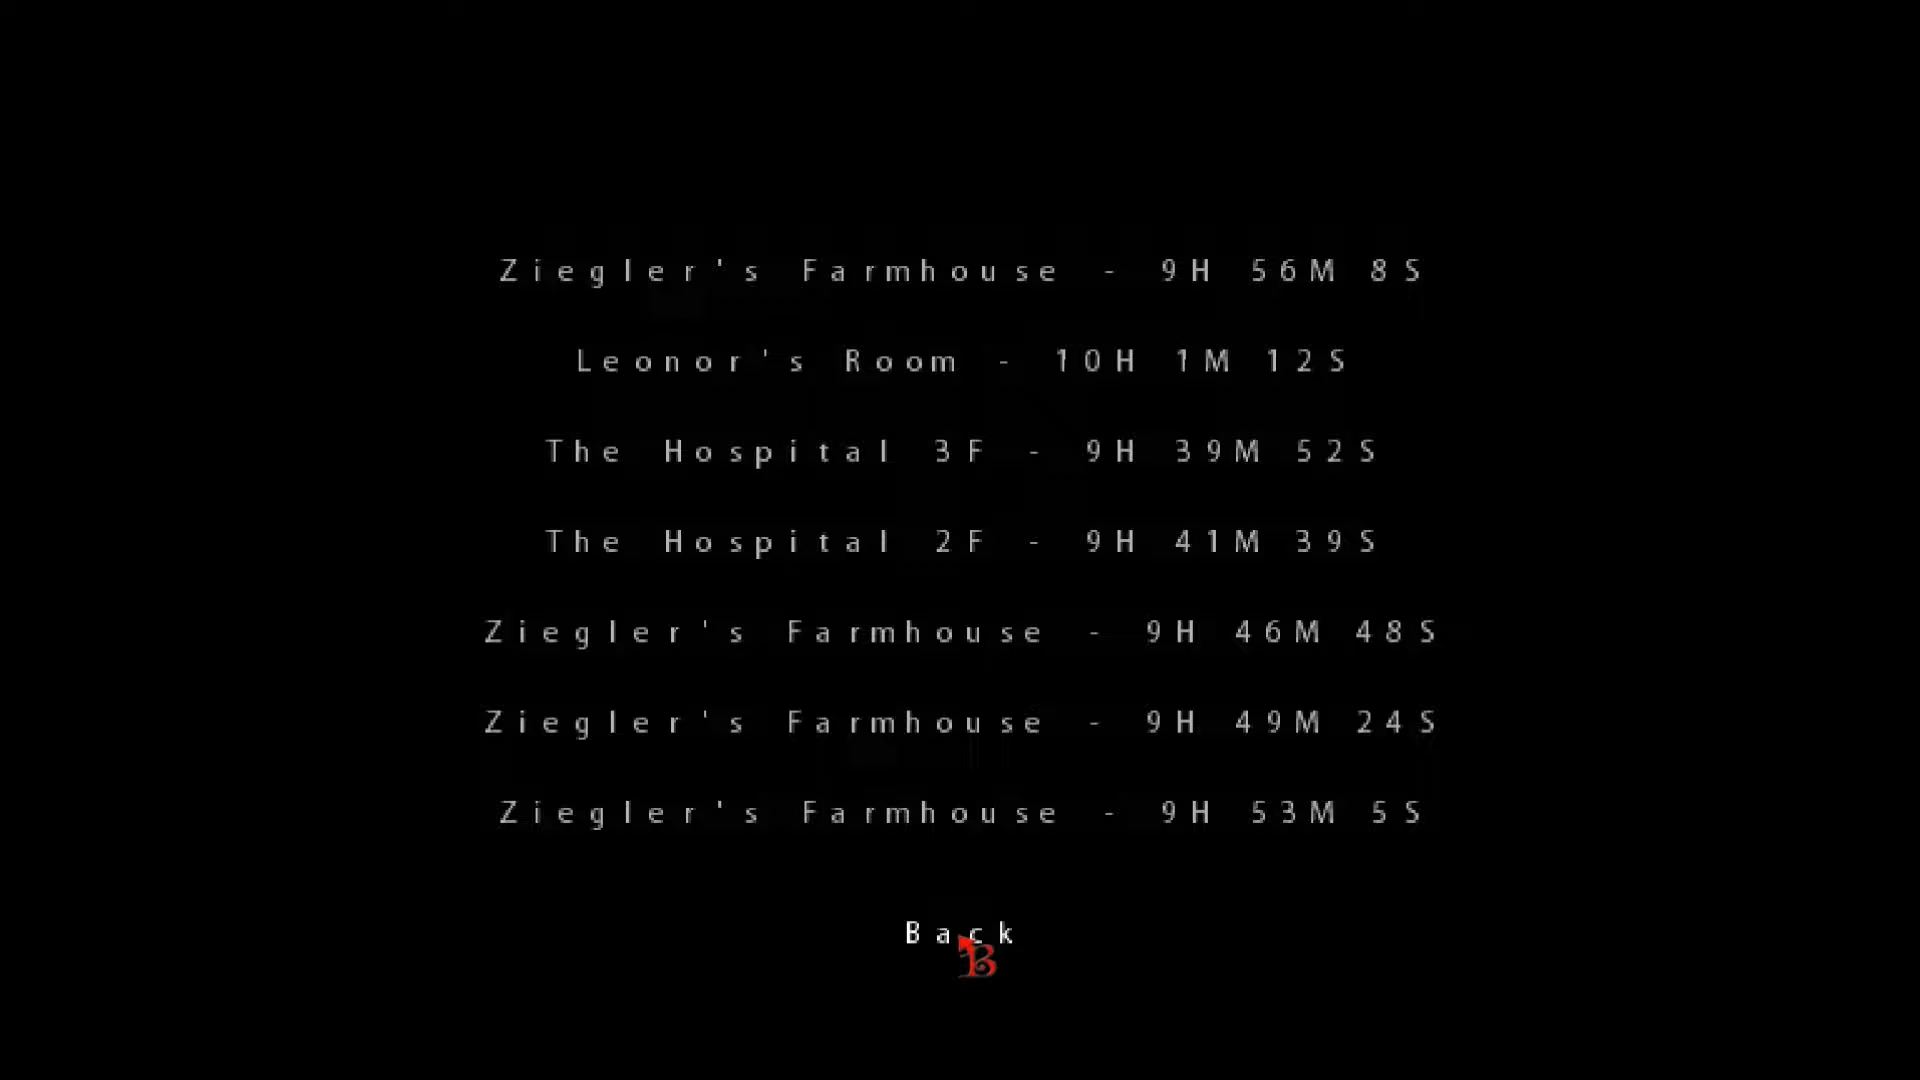 Ziegler's Farmhouse - 9H 56M 8S
Leonor's Room - 10H 1M 12S
The Hospital 3F - 9H 39M 52S
The Hospital 2F - 9H 41M 39S
Ziegler's Farmhouse - 9H 46M 48S
Ziegler's Farmhouse - 9H 49M 24S
Ziegler's Farmhouse - 9H 53M 5S
Back
B